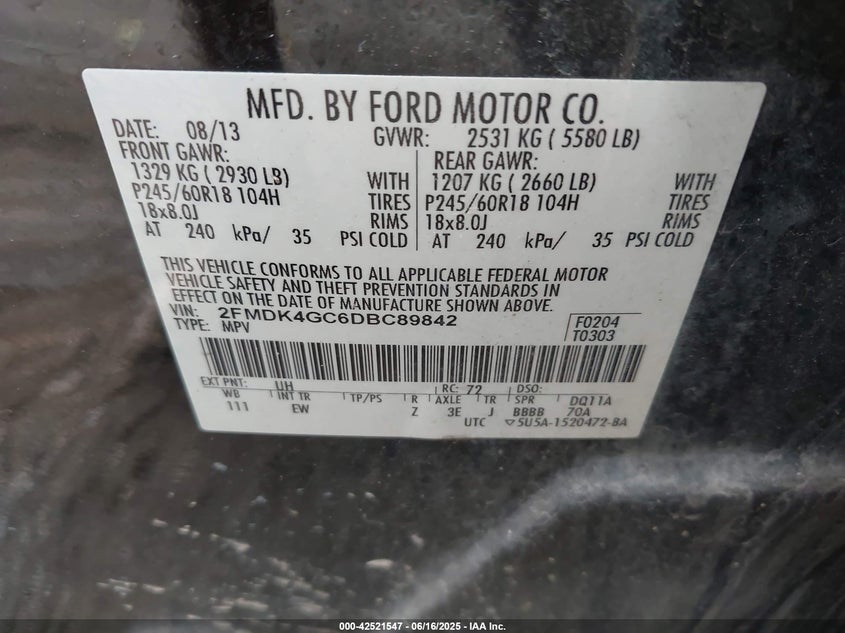 MFD. BY FORD MOTOR CO.
DATE: 08/13 GVWR: 2531 KG ( 5580 LB)
FRONT GAWR: REAR GAWR:
1329 KG ( 2930 LB) WITH 1207 KG ( 2660 LB) WITH
P245/60R18 104H TIRES P245/60R18 104H TIRES
18x8.0J RIMS 18x8.0J RIMS
AT 240 kPa/ 35 PSI COLD AT 240 kPa/ 35 PSI COLD
THIS VEHICLE CONFORMS TO ALL APPLICABLE FEDERAL MOTOR
VEHICLE SAFETY AND THEFT PREVENTION STANDARDS IN
EFFECT ON THE DATE OF MANUFACTURE SHOWN ABOVE.
VIN: 2FMDK4GC6DBC89842 F0204
TYPE: MPV T0303
EXT PNT: UH RC: 72 DSO:
WB INT TR TP/PS R AXLE TR SPR DQ11A
111 EW Z 3E J BBBB 70A
UTC ▽5U5A-1520472-BA
000-42521547 - 06/16/2025 - IAA Inc.